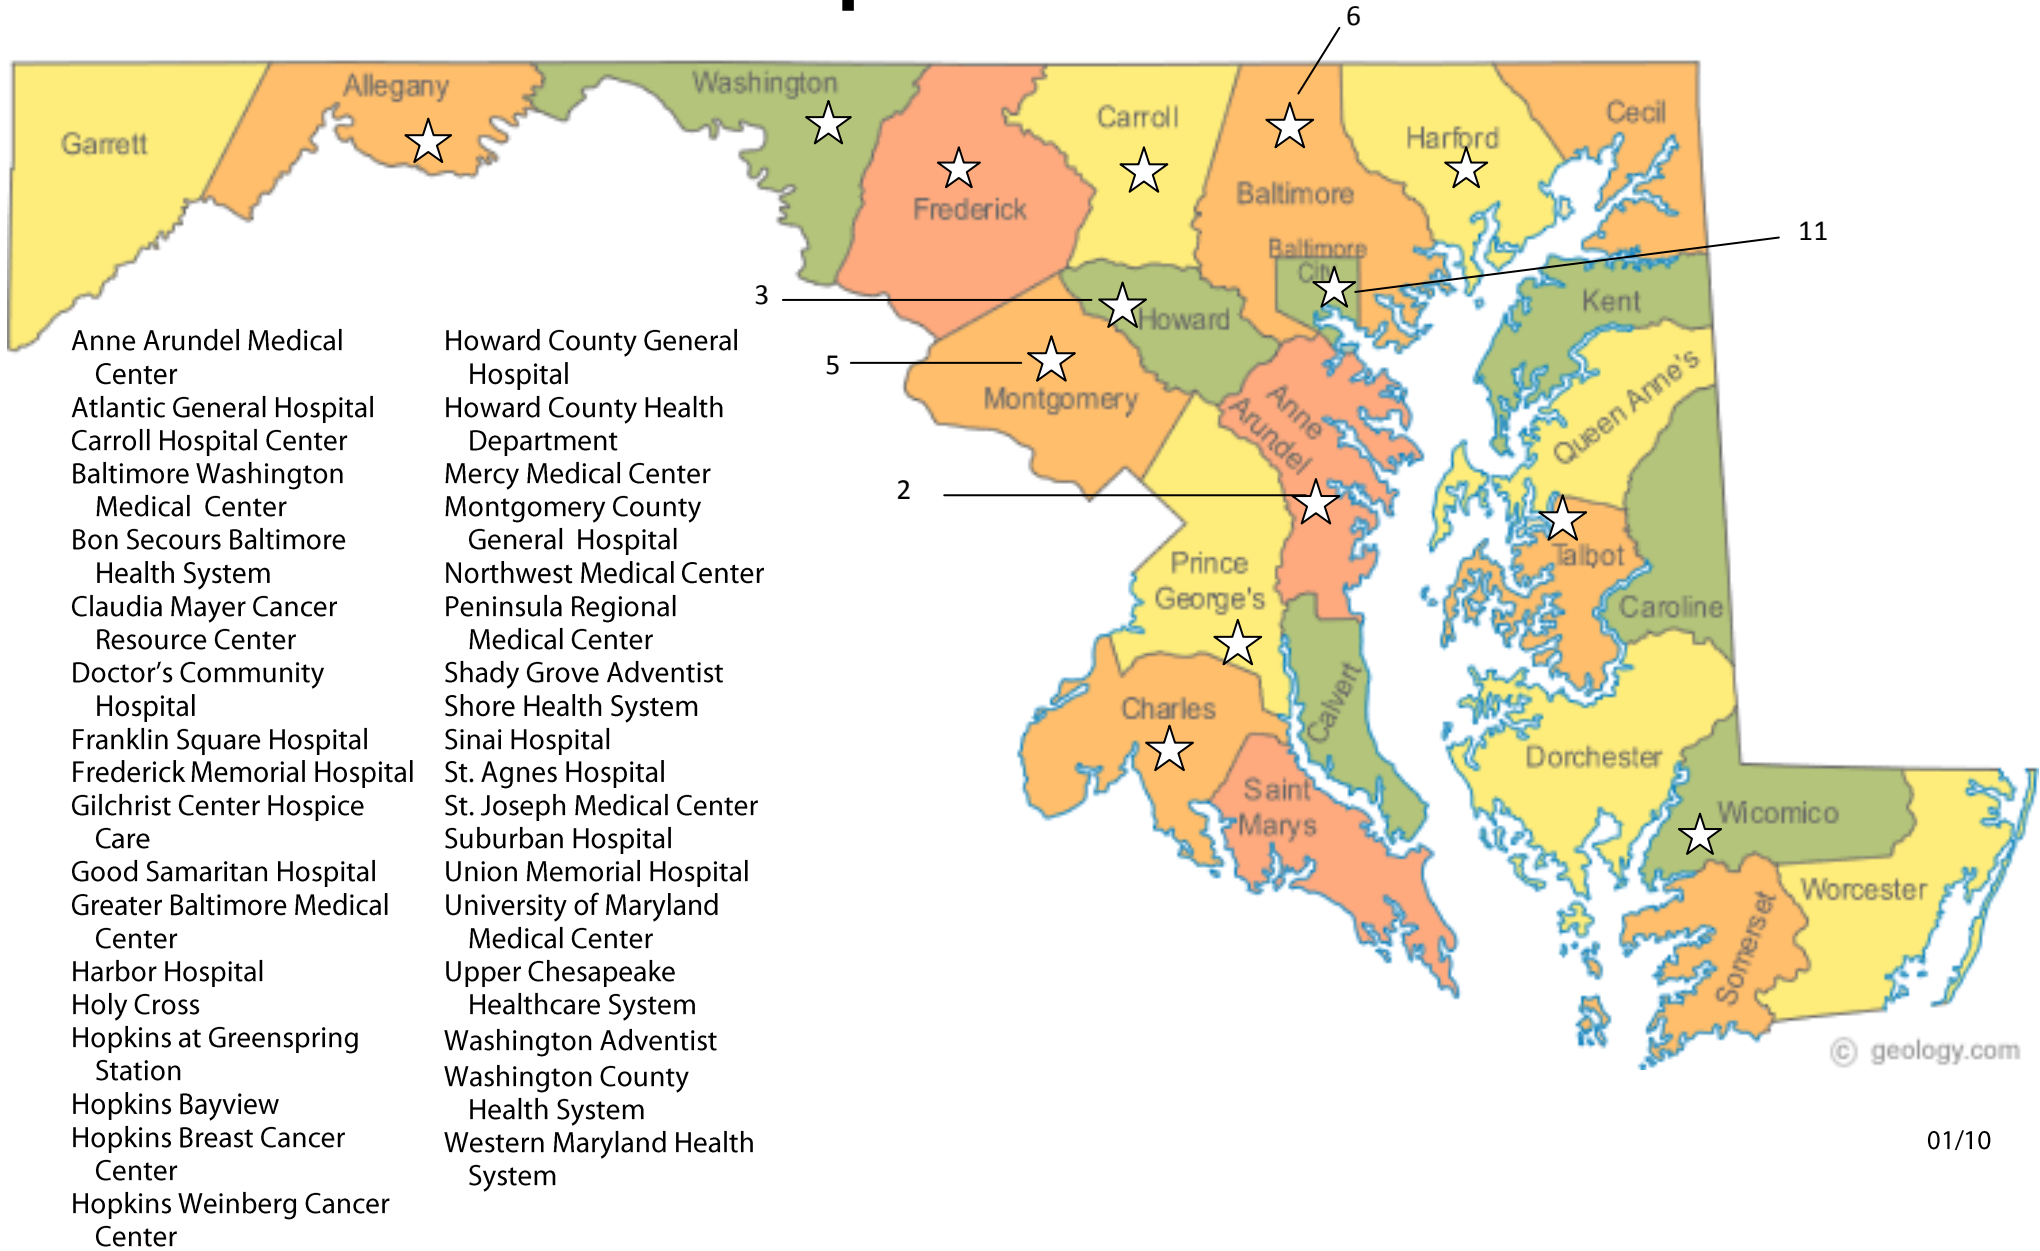 6
Allegany
Washington
Garrett
Carroll
Harford
Cecil
Frederick
Baltimore
11
Baltimore
City
3
Howard
Kent
5
Montgomery
Queen Anne's
Anne
Arundel
2
Talbot
Prince
George's
Caroline
Charles
Calvert
Dorchester
Saint
Marys
Wicomico
Worcester
Somerset
© geology.com
01/10
Anne Arundel Medical
Center
Atlantic General Hospital
Carroll Hospital Center
Baltimore Washington
Medical Center
Bon Secours Baltimore
Health System
Claudia Mayer Cancer
Resource Center
Doctor's Community
Hospital
Franklin Square Hospital
Frederick Memorial Hospital
Gilchrist Center Hospice
Care
Good Samaritan Hospital
Greater Baltimore Medical
Center
Harbor Hospital
Holy Cross
Hopkins at Greenspring
Station
Hopkins Bayview
Hopkins Breast Cancer
Center
Hopkins Weinberg Cancer
Center
Howard County General
Hospital
Howard County Health
Department
Mercy Medical Center
Montgomery County
General Hospital
Northwest Medical Center
Peninsula Regional
Medical Center
Shady Grove Adventist
Shore Health System
Sinai Hospital
St. Agnes Hospital
St. Joseph Medical Center
Suburban Hospital
Union Memorial Hospital
University of Maryland
Medical Center
Upper Chesapeake
Healthcare System
Washington Adventist
Washington County
Health System
Western Maryland Health
System